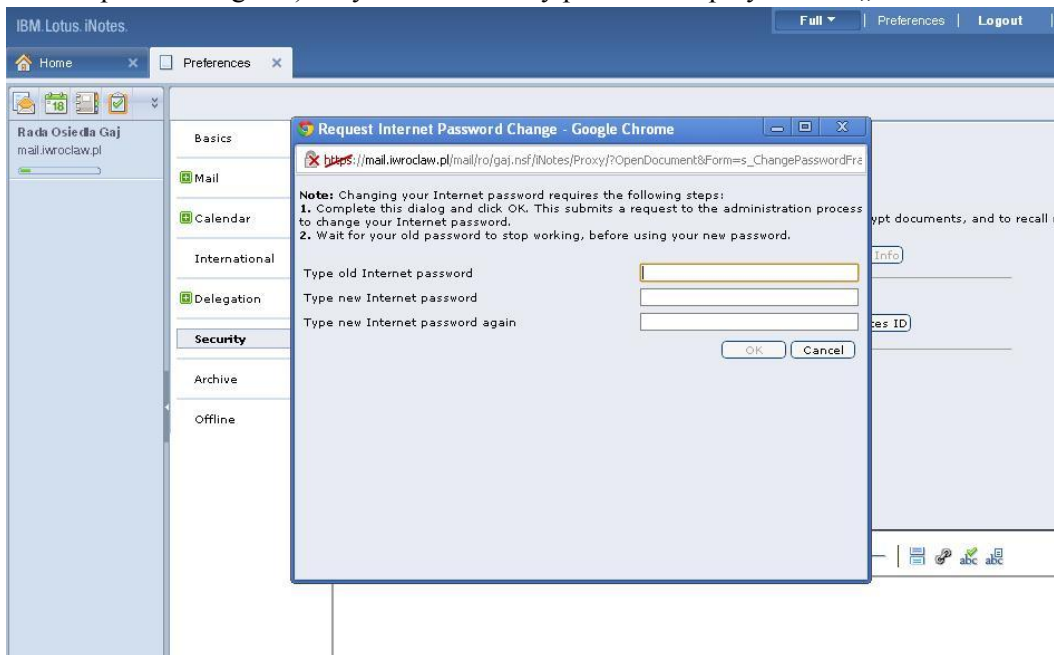 IBM.Lotus.iNotes.
Full | Preferences | Logout |
Home x Preferences x
18
Rada Osiedla Gaj
mail.iwroclaw.pl
Basics
Mail
Calendar
International
Delegation
Security
Archive
Offline
Request Internet Password Change - Google Chrome
https://mail.iwroclaw.pl/mail/ro/gaj.nsf/iNotes/Proxy/?OpenDocument&Form=s_ChangePasswordFra
Note: Changing your Internet password requires the following steps:
1. Complete this dialog and click OK. This submits a request to the administration process
to change your Internet password.
2. Wait for your old password to stop working, before using your new password.
Type old Internet password
Type new Internet password
Type new Internet password again
OK Cancel
ypt documents, and to recall
Info
tes ID
abc abc